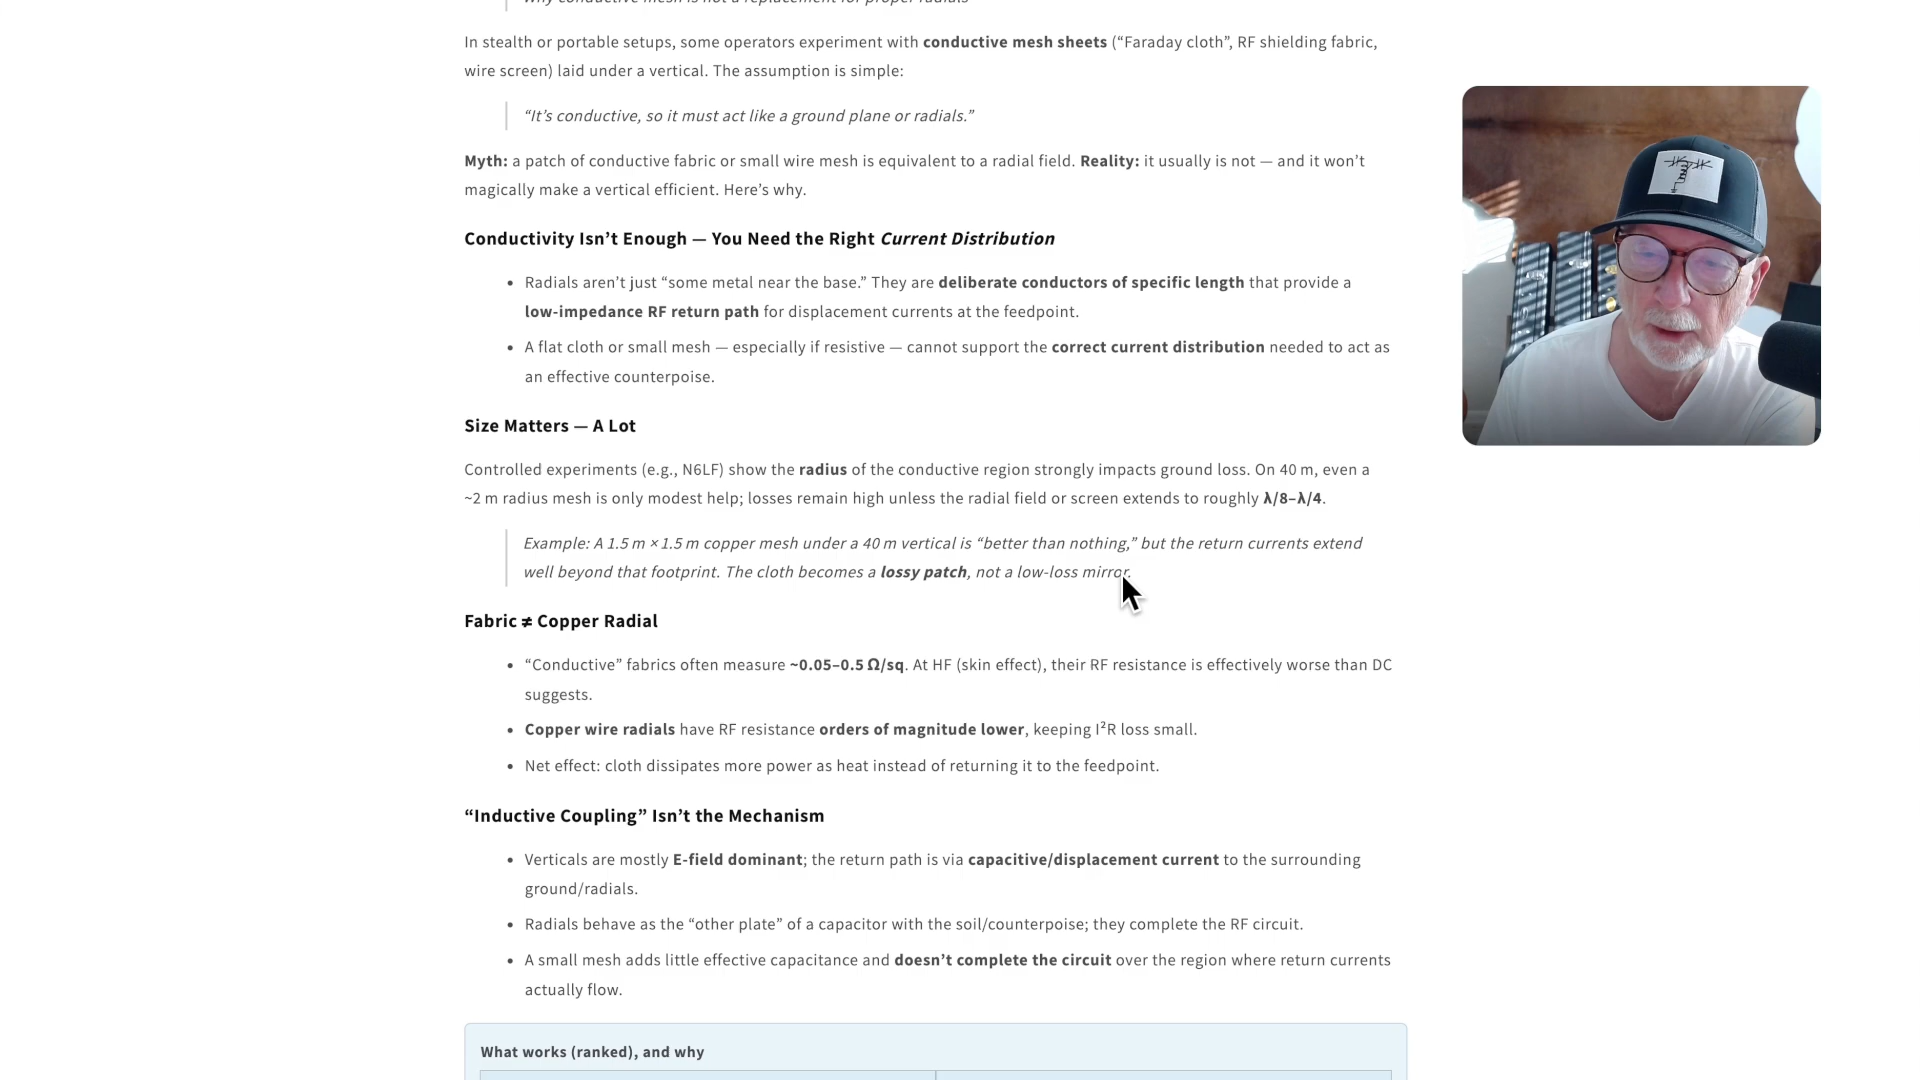 In stealth or portable setups, some operators experiment with conductive mesh sheets (“Faraday cloth”, RF shielding fabric,
wire screen) laid under a vertical. The assumption is simple:
“It’s conductive, so it must act like a ground plane or radials.”
Myth: a patch of conductive fabric or small wire mesh is equivalent to a radial field. Reality: it usually is not — and it won’t
magically make a vertical efficient. Here’s why.
Conductivity Isn’t Enough — You Need the Right Current Distribution
• Radials aren’t just “some metal near the base.” They are deliberate conductors of specific length that provide a
low-impedance RF return path for displacement currents at the feedpoint.
• A flat cloth or small mesh — especially if resistive — cannot support the correct current distribution needed to act as
an effective counterpoise.
Size Matters — A Lot
Controlled experiments (e.g., N6LF) show the radius of the conductive region strongly impacts ground loss. On 40 m, even a
~2 m radius mesh is only modest help; losses remain high unless the radial field or screen extends to roughly λ/8–λ/4.
Example: A 1.5 m × 1.5 m copper mesh under a 40 m vertical is “better than nothing,” but the return currents extend
well beyond that footprint. The cloth becomes a lossy patch, not a low-loss mirror.
Fabric ≠ Copper Radial
• “Conductive” fabrics often measure ~0.05–0.5 Ω/sq. At HF (skin effect), their RF resistance is effectively worse than DC
suggests.
• Copper wire radials have RF resistance orders of magnitude lower, keeping I²R loss small.
• Net effect: cloth dissipates more power as heat instead of returning it to the feedpoint.
“Inductive Coupling” Isn’t the Mechanism
• Verticals are mostly E-field dominant; the return path is via capacitive/displacement current to the surrounding
ground/radials.
• Radials behave as the “other plate” of a capacitor with the soil/counterpoise; they complete the RF circuit.
• A small mesh adds little effective capacitance and doesn’t complete the circuit over the region where return currents
actually flow.
What works (ranked), and why